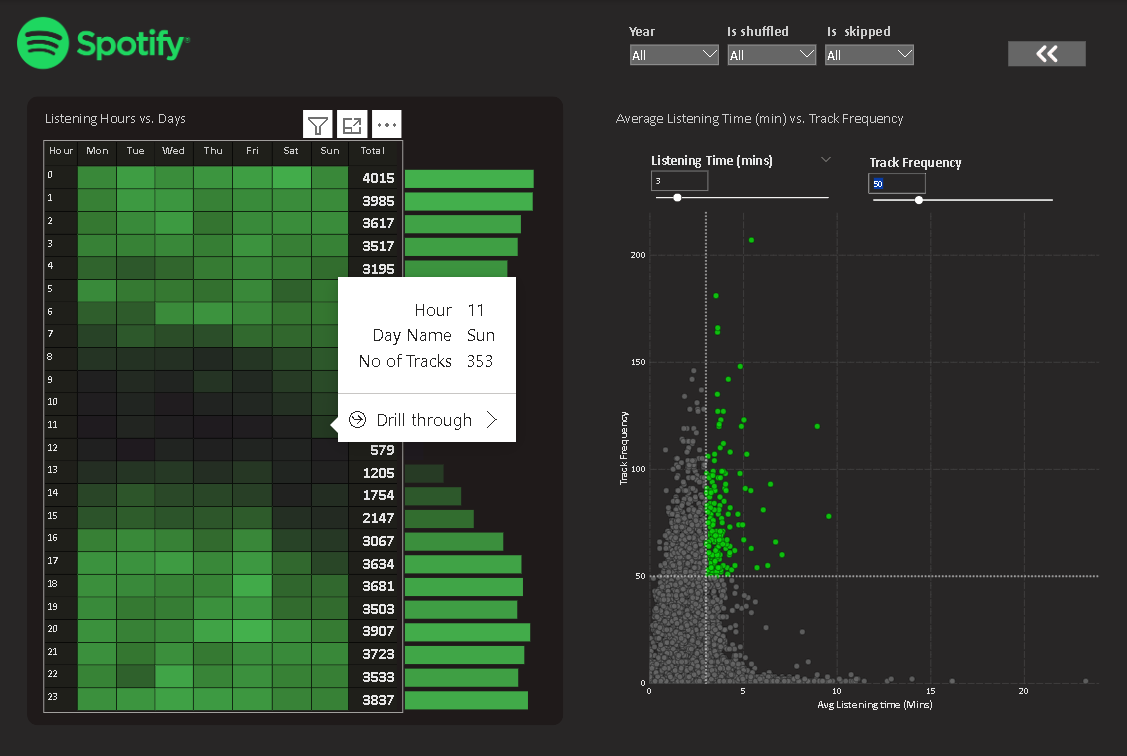 Spotify®
Year Is shuffled Is skipped
All All All
Listening Hours vs. Days
Hour Mon Tue Wed Thu Fri Sat Sun Total
0 4015
1 3985
2 3617
3 3517
4 3195
5
6
7
8
9
10
11
12 579
13 1205
14 1754
15 2147
16 3067
17 3634
18 3681
19 3503
20 3907
21 3723
22 3533
23 3837
Hour 11
Day Name Sun
No of Tracks 353
Drill through
Average Listening Time (min) vs. Track Frequency
Listening Time (mins) Track Frequency
3 50
Track Frequency
200
150
100
50
0
0 5 10 15 20
Avg Listening time (Mins)